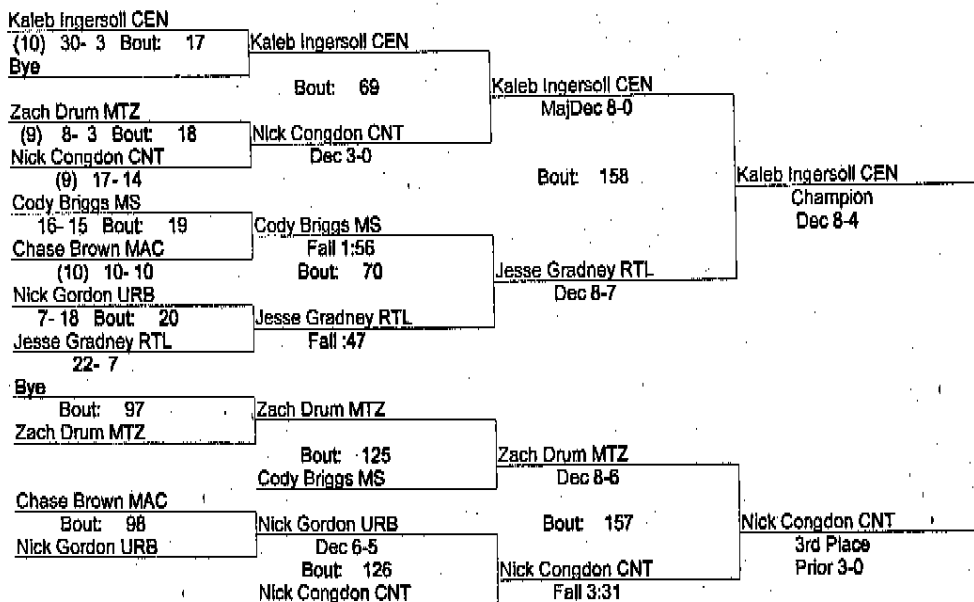 Kaleb Ingersoll CEN
(10) 30- 3 Bout: 17
Bye
Kaleb Ingersoll CEN
Bout: 69
Zach Drum MTZ
(9) 8- 3 Bout: 18
Nick Congdon CNT
(9) 17-14
Nick Congdon CNT
Dec 3-0
Kaleb Ingersoll CEN
MajDec 8-0
Bout: 158
Cody Briggs MS
16-15 Bout: 19
Chase Brown MAC
(10) 10-10
Cody Briggs MS
Fall 1:56
Bout: 70
Nick Gordon URB
7-18 Bout: 20
Jesse Gradney RTL
22- 7
Jesse Gradney RTL
Fall :47
Jesse Gradney RTL
Dec 8-7
Kaleb Ingersoll CEN
Champion
Dec 8-4
Bye
Bout: 97
Zach Drum MTZ
Zach Drum MTZ
Bout: 125
Cody Briggs MS
Zach Drum MTZ
Dec 8-6
Bout: 157
Chase Brown MAC
Bout: 98
Nick Gordon URB
Nick Gordon URB
Dec 6-5
Bout: 126
Nick Congdon CNT
Nick Congdon CNT
Fall 3:31
Nick Congdon CNT
3rd Place
Prior 3-0